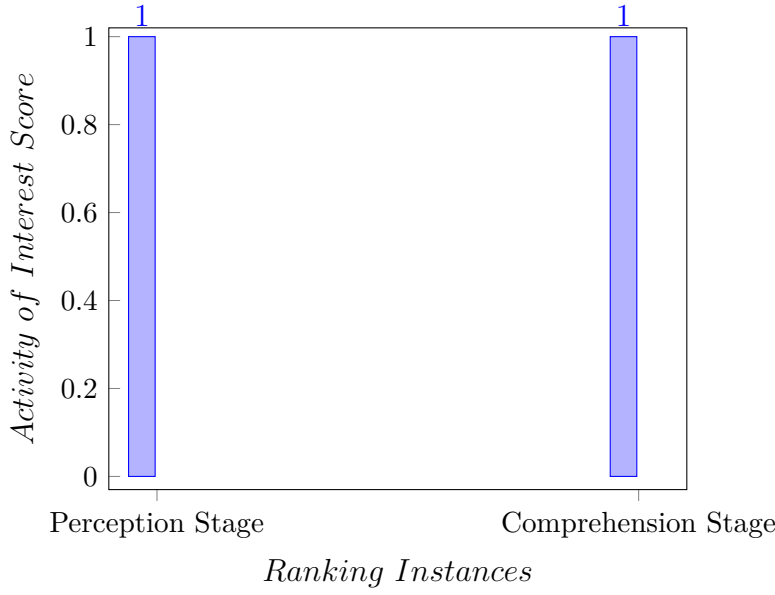 1 1
1
0.8
0.6
0.4
0.2
0
Activity of Interest Score
Perception Stage Comprehension Stage
Ranking Instances